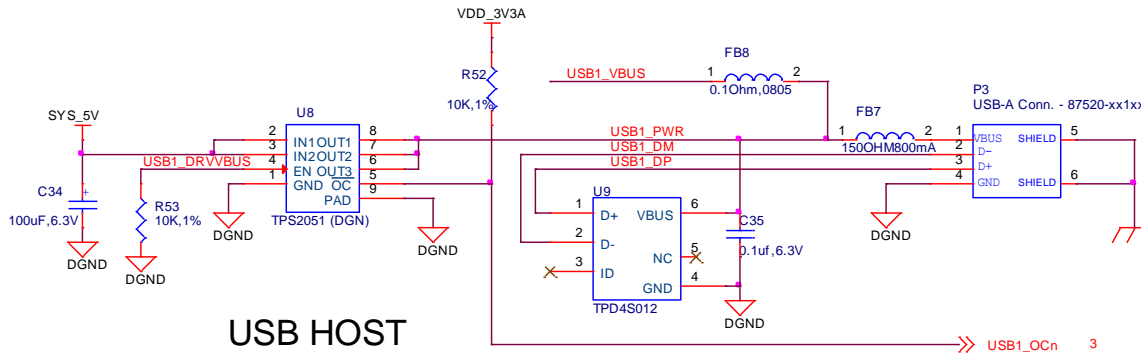 VDD_3V3A
FB8
USB1_VBUS
1
2
0.1Ohm,0805
R52
10K,1%
P3
USB-A Conn. - 87520-xx1xx
U8
FB7
SYS_5V
2 IN1 OUT1 8
3 IN2 OUT2 7
4 EN OUT3 6
1 GND OC 5
PAD 9
TPS2051 (DGN)
USB1_DRVVBUS
USB1_PWR
USB1_DM
USB1_DP
1
2
150OHM800mA
1 VBUS SHIELD 5
2 D-
3 D+
4 GND SHIELD 6
C34
+
100uF,6.3V
R53
10K,1%
DGND
DGND
DGND
DGND
DGND
U9
1 D+ VBUS 6
2 D-
NC 5
3 ID
GND 4
TPD4S012
C35
0.1uf,6.3V
DGND
DGND
USB HOST
USB1_OCn 3